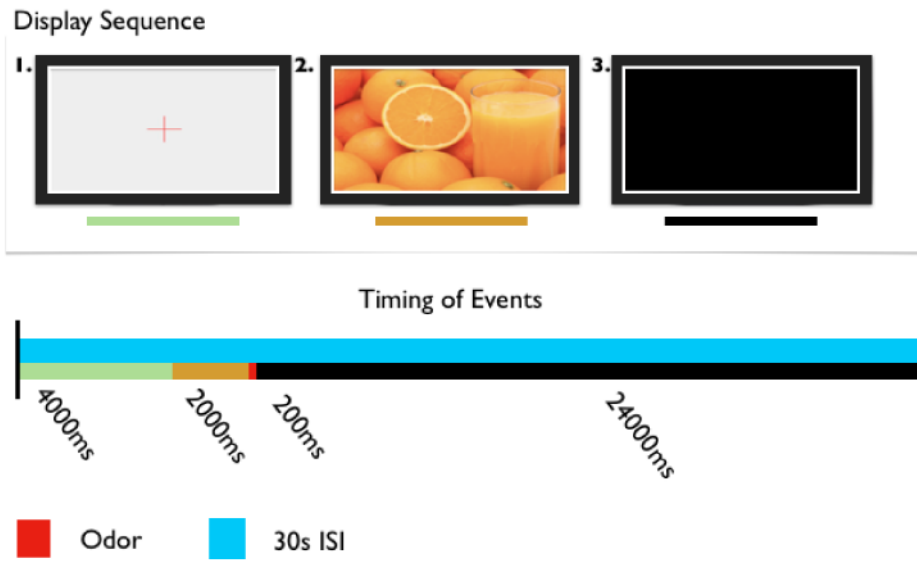 Display Sequence
1. 2. 3.
Timing of Events
4000ms 2000ms 200ms 24000ms
Odor 30s ISI